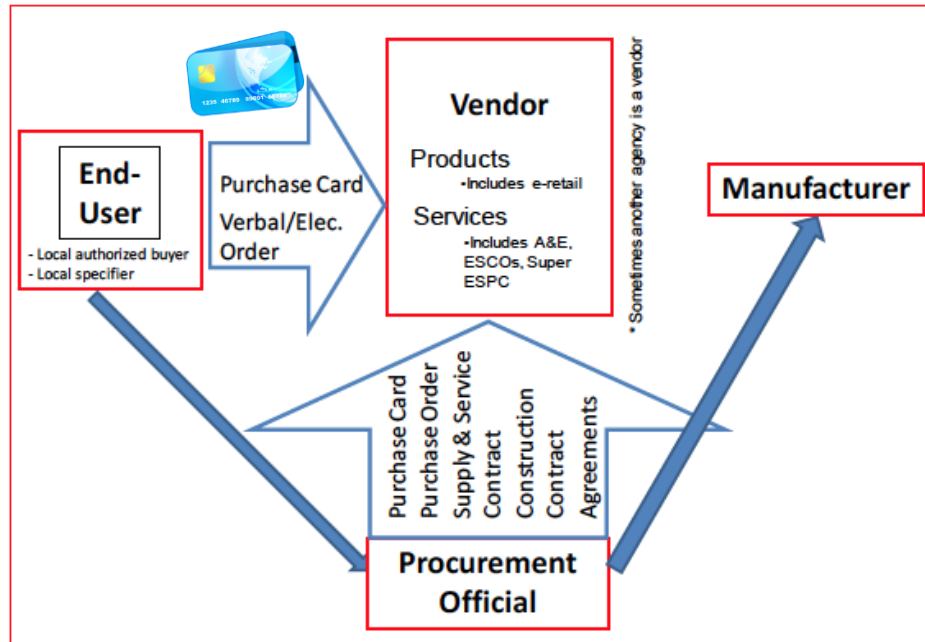 End-
User
- Local authorized buyer
- Local specifier
Purchase Card
Verbal/Elec.
Order
Vendor
Products
•Includes e-retail
Services
•Includes A&E,
ESCOs, Super
ESPC
* Sometimes another agency is a vendor
Manufacturer
Purchase Card
Purchase Order
Supply & Service
Contract
Construction
Contract
Agreements
Procurement
Official